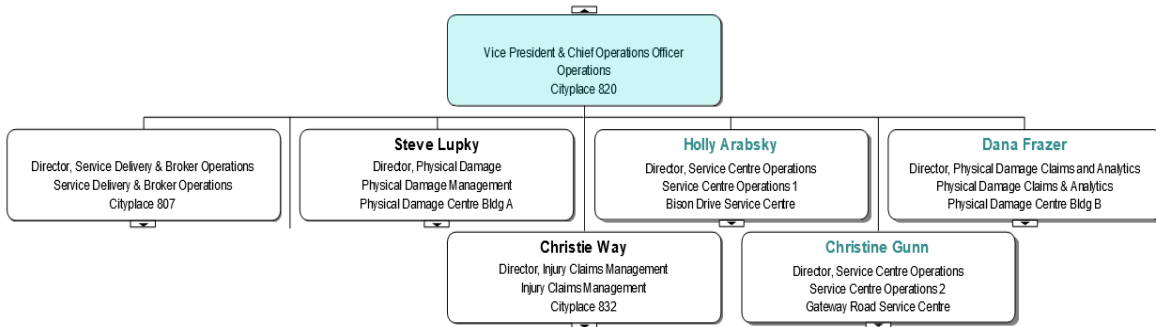 Vice President & Chief Operations Officer
Operations
Cityplace 820
Director, Service Delivery & Broker Operations
Service Delivery & Broker Operations
Cityplace 807
Steve Lupky
Director, Physical Damage
Physical Damage Management
Physical Damage Centre Bldg A
Holly Arabsky
Director, Service Centre Operations
Service Centre Operations 1
Bison Drive Service Centre
Dana Frazer
Director, Physical Damage Claims and Analytics
Physical Damage Claims & Analytics
Physical Damage Centre Bldg B
Christie Way
Director, Injury Claims Management
Injury Claims Management
Cityplace 832
Christine Gunn
Director, Service Centre Operations
Service Centre Operations 2
Gateway Road Service Centre